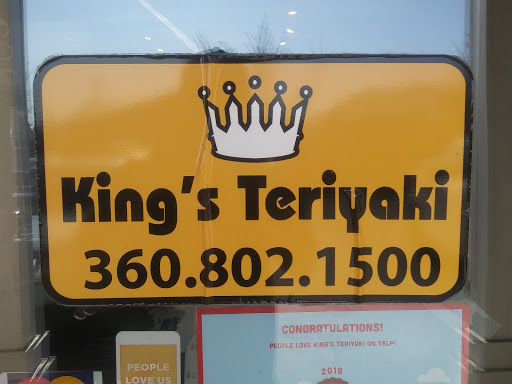 King's Teriyaki
360.802.1500
CONGRATULATIONS!
PEOPLE LOVE KING'S TERIYAKI ON YELP!
2018
PEOPLE
LOVE US